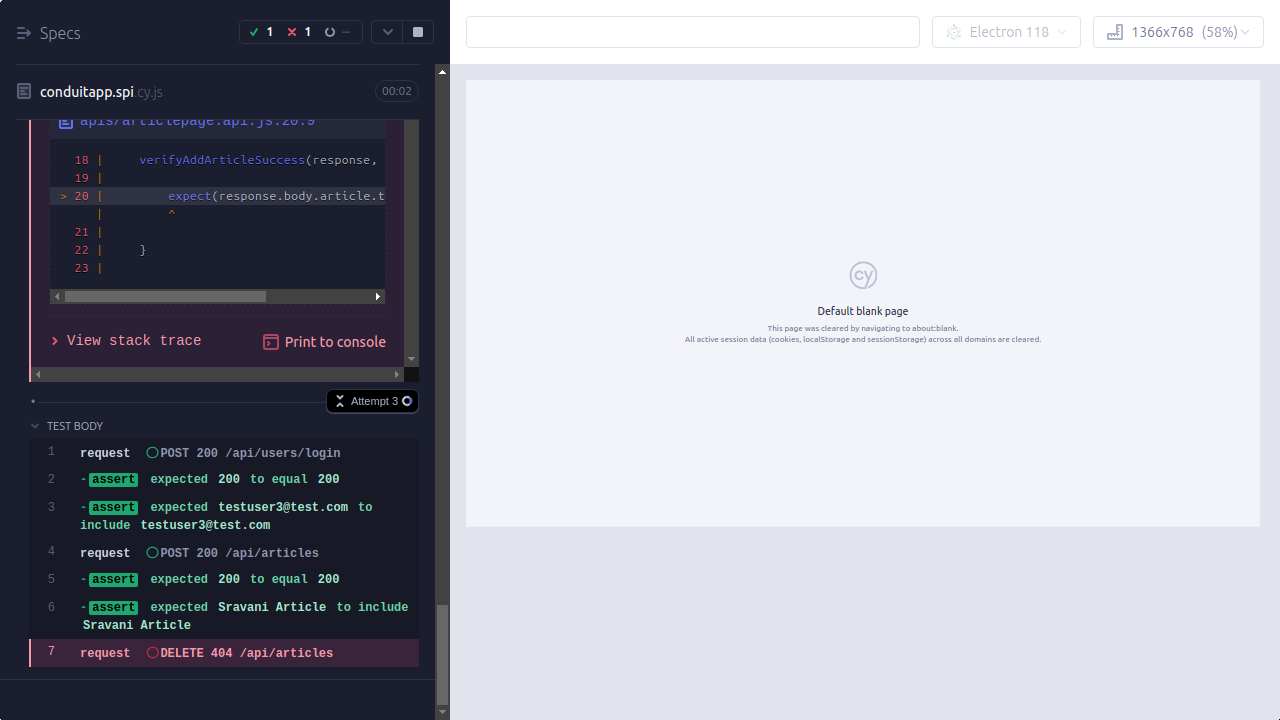 Specs
1
1
--
Electron 118
1366x768 (58%)
conduitapp.spi.cy.js
00:02
apis/articlepage.api.js:20:9
18 | verifyAddArticleSuccess(response,
19 |
> 20 | expect(response.body.article.t
| ^
21 |
22 | }
23 |
View stack trace
Print to console
Attempt 3
TEST BODY
1 request POST 200 /api/users/login
2 -assert expected 200 to equal 200
3 -assert expected testuser3@test.com to
include testuser3@test.com
4 request POST 200 /api/articles
5 -assert expected 200 to equal 200
6 -assert expected Sravani Article to include
Sravani Article
7 request DELETE 404 /api/articles
cy
Default blank page
This page was cleared by navigating to about:blank.
All active session data (cookies, localStorage and sessionStorage) across all domains are cleared.